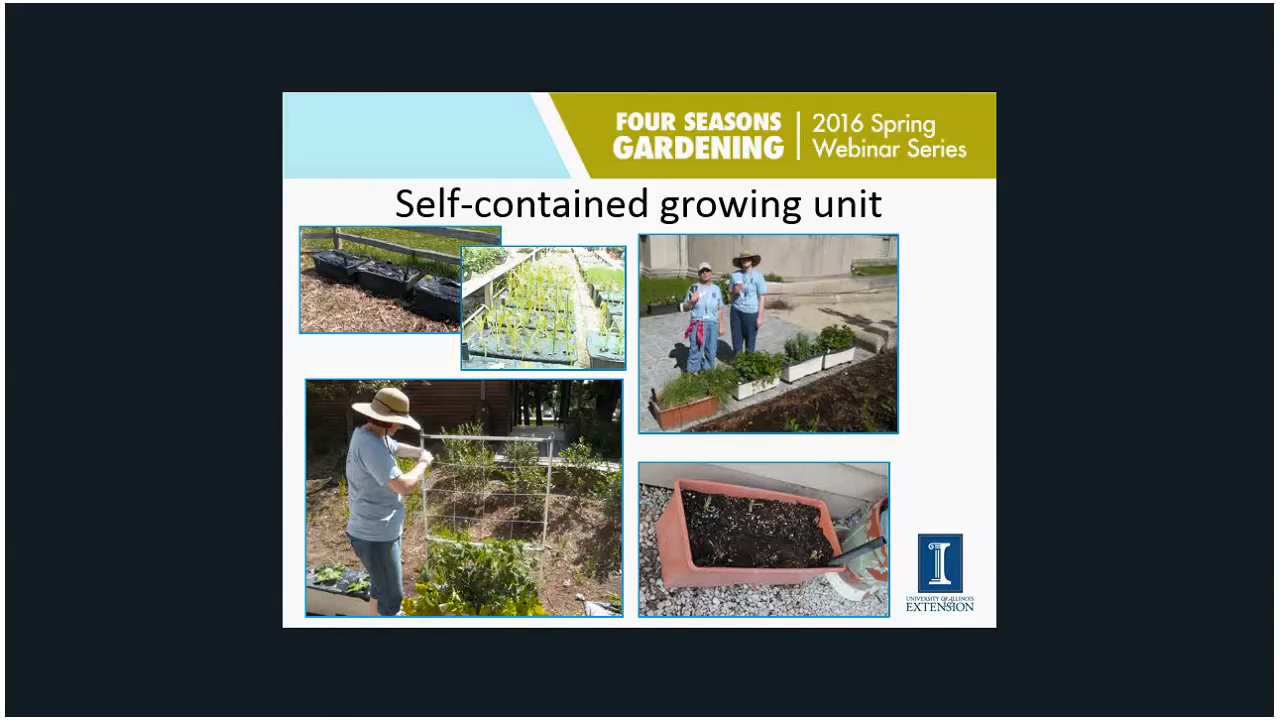 FOUR SEASONS
GARDENING
2016 Spring
Webinar Series
Self-contained growing unit
I
UNIVERSITY OF ILLINOIS
EXTENSION